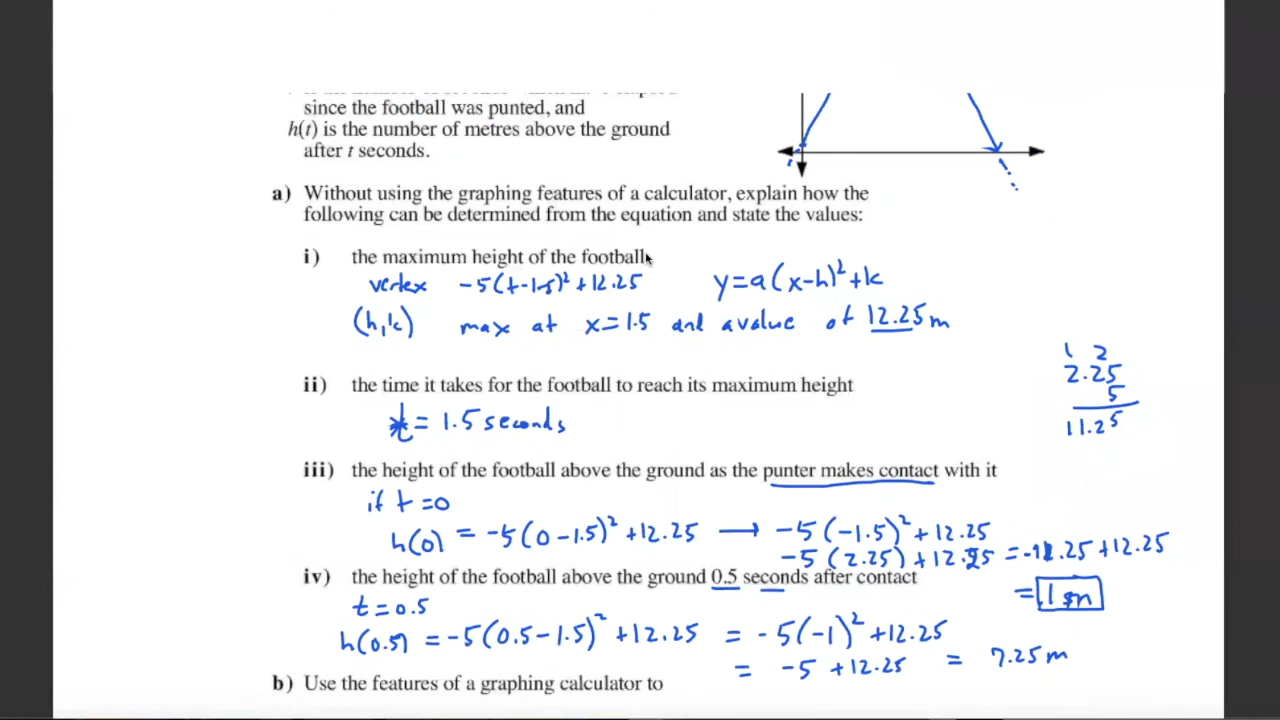 since the football was punted, and
h(t) is the number of metres above the ground
after t seconds.
a) Without using the graphing features of a calculator, explain how the
following can be determined from the equation and state the values:
i) the maximum height of the football
vertex -5(t-1.5)²+12.25 y=a(x-h)²+k
(h,k) max at x=1.5 and a value of 12.25m
1 2
2.25
5
11.25
ii) the time it takes for the football to reach its maximum height
t = 1.5 seconds
iii) the height of the football above the ground as the punter makes contact with it
if t=0
h(0) = -5(0-1.5)²+12.25 → -5(-1.5)²+12.25
-5(2.25)+12.25 = -11.25+12.25
= 1m
iv) the height of the football above the ground 0.5 seconds after contact
t=0.5
h(0.5) = -5(0.5-1.5)²+12.25 = -5(-1)²+12.25
= -5+12.25 = 7.25m
b) Use the features of a graphing calculator to